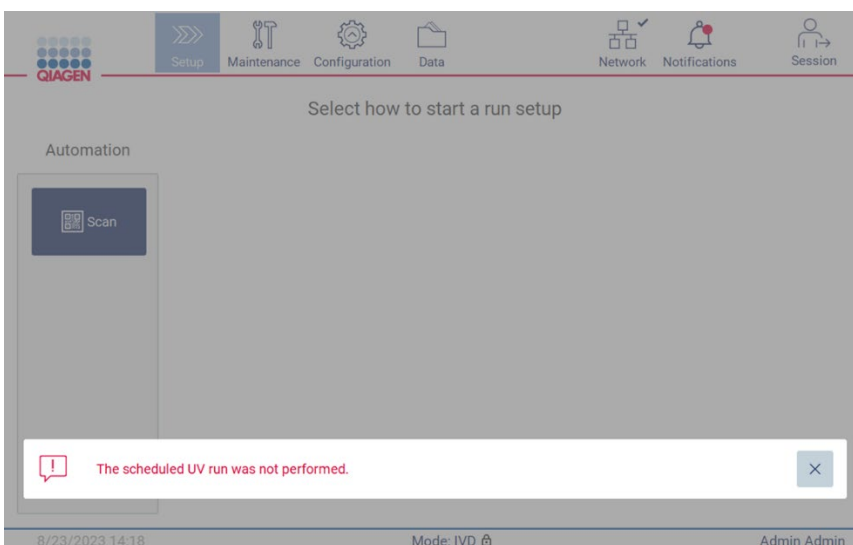 QIAGEN
Setup
Maintenance
Configuration
Data
Network
Notifications
Session
Select how to start a run setup
Automation
Scan
The scheduled UV run was not performed.
8/23/2023 14:18
Mode: IVD
Admin Admin